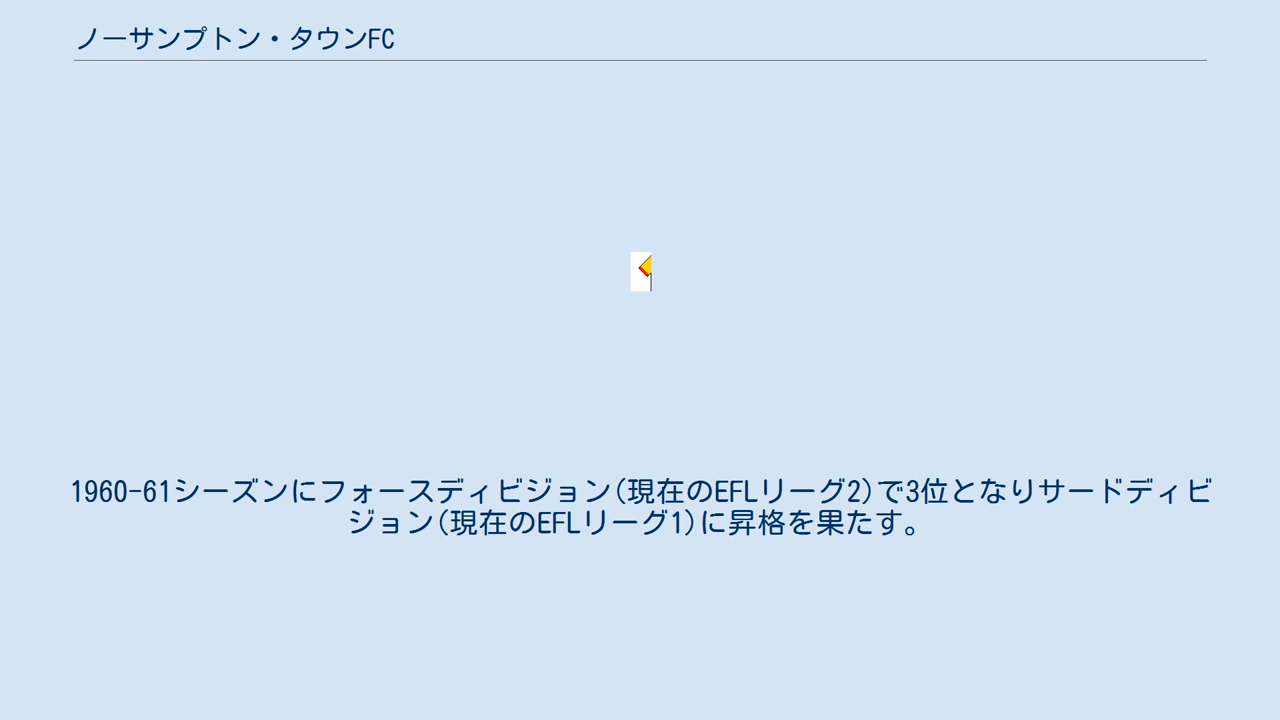 ノーサンプトン・タウンFC
1960-61シーズンにフォースディビジョン(現在のEFLリーグ2)で3位となりサードディビ
ジョン(現在のEFLリーグ1)に昇格を果たす。